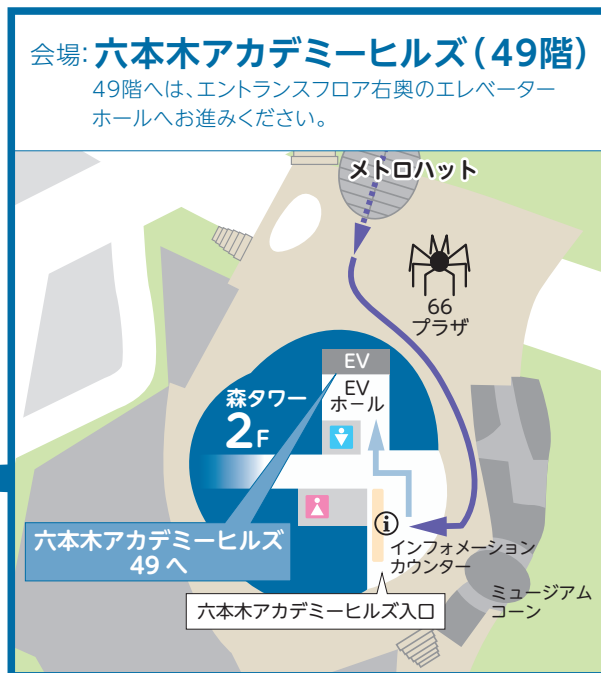 会場:六本木アカデミーヒルズ(49階)
49階へは、エントランスフロア右奥のエレベーター
ホールへお進みください。
メトロハット
66
プラザ
EV
EV
ホール
森タワー
2F
六本木アカデミーヒルズ
49 へ
i
インフォメーション
カウンター
六本木アカデミーヒルズ入口
ミュージアム
コーン